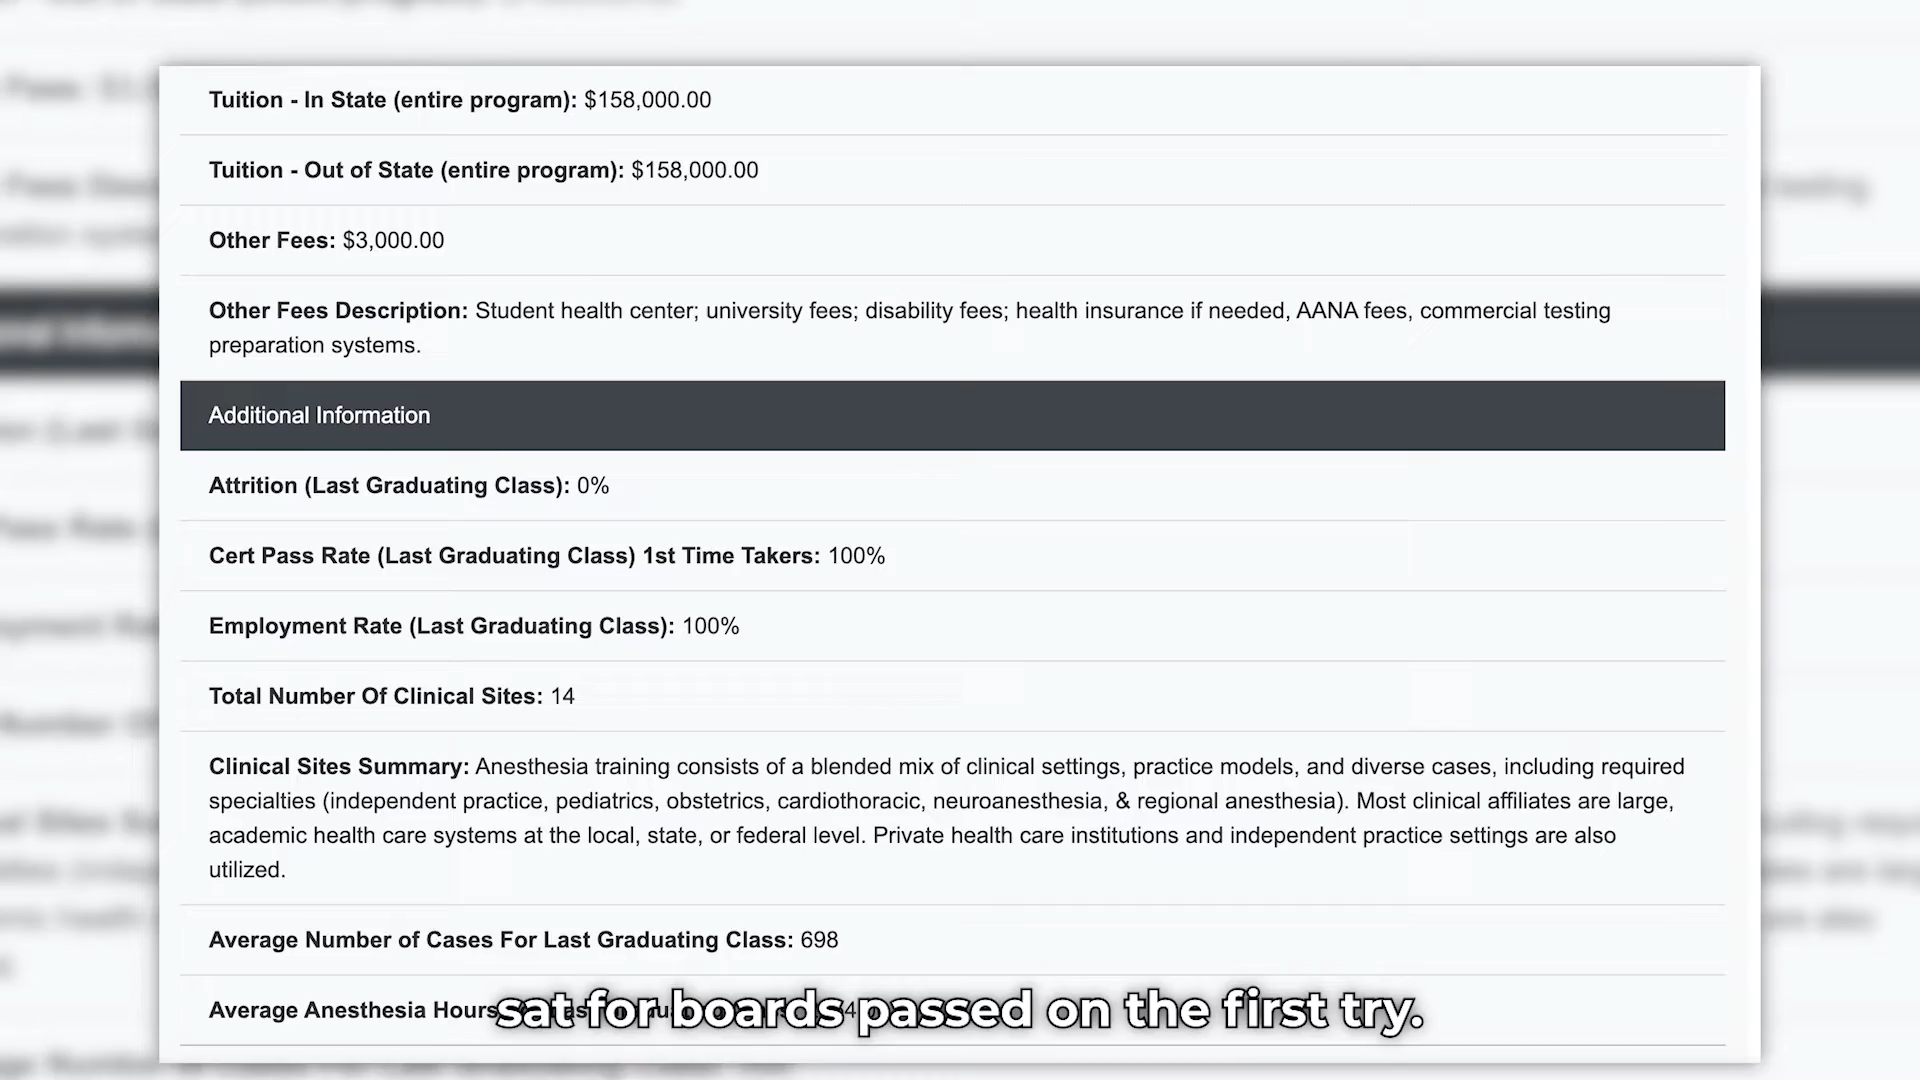 Tuition - In State (entire program): $158,000.00
Tuition - Out of State (entire program): $158,000.00
Other Fees: $3,000.00
Other Fees Description: Student health center; university fees; disability fees; health insurance if needed, AANA fees, commercial testing
preparation systems.
Additional Information
Attrition (Last Graduating Class): 0%
Cert Pass Rate (Last Graduating Class) 1st Time Takers: 100%
Employment Rate (Last Graduating Class): 100%
Total Number Of Clinical Sites: 14
Clinical Sites Summary: Anesthesia training consists of a blended mix of clinical settings, practice models, and diverse cases, including required
specialties (independent practice, pediatrics, obstetrics, cardiothoracic, neuroanesthesia, & regional anesthesia). Most clinical affiliates are large,
academic health care systems at the local, state, or federal level. Private health care institutions and independent practice settings are also
utilized.
Average Number of Cases For Last Graduating Class: 698
Average Anesthesia Hours
sat for boards passed on the first try.